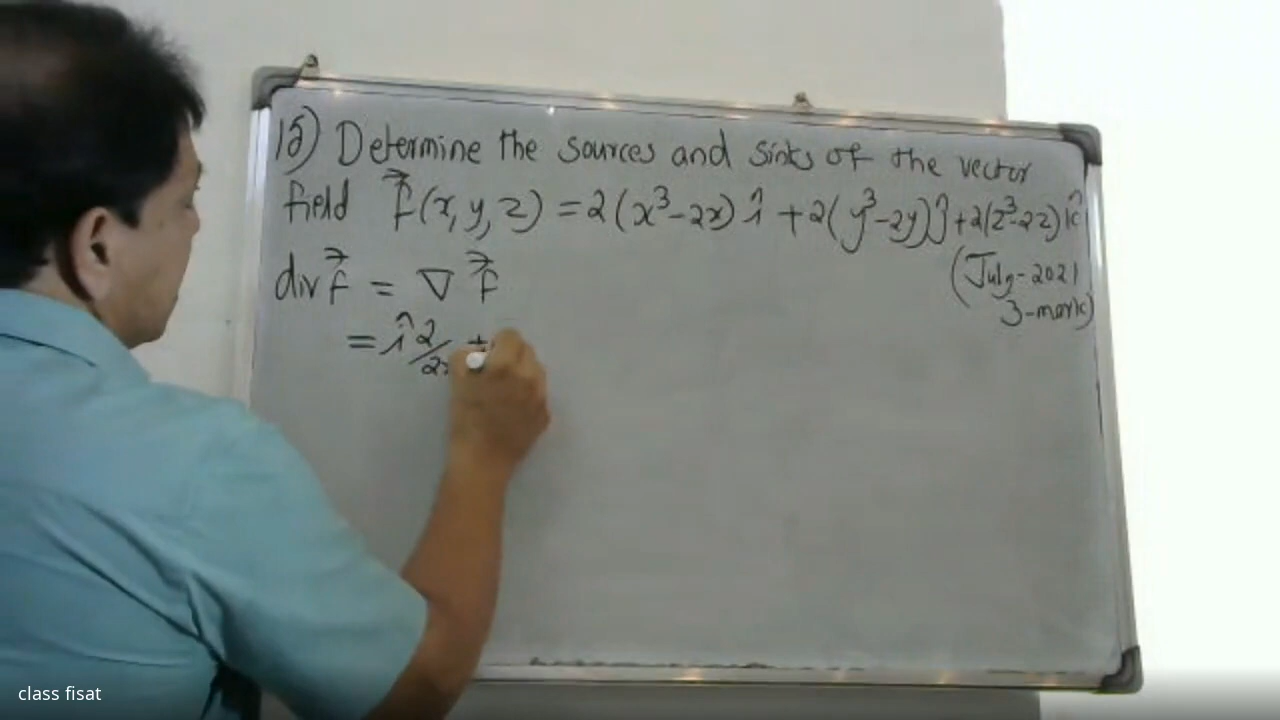 15) Determine the sources and sinks of the vector
field F⃗(x, y, z) = 2(x³-2x) î + 2(y³-2y) ĵ + 2(z³-2z) k̂
(July-2021
3-mark)
div F⃗ = ∇ F⃗
= î ∂/∂x +
class fisat